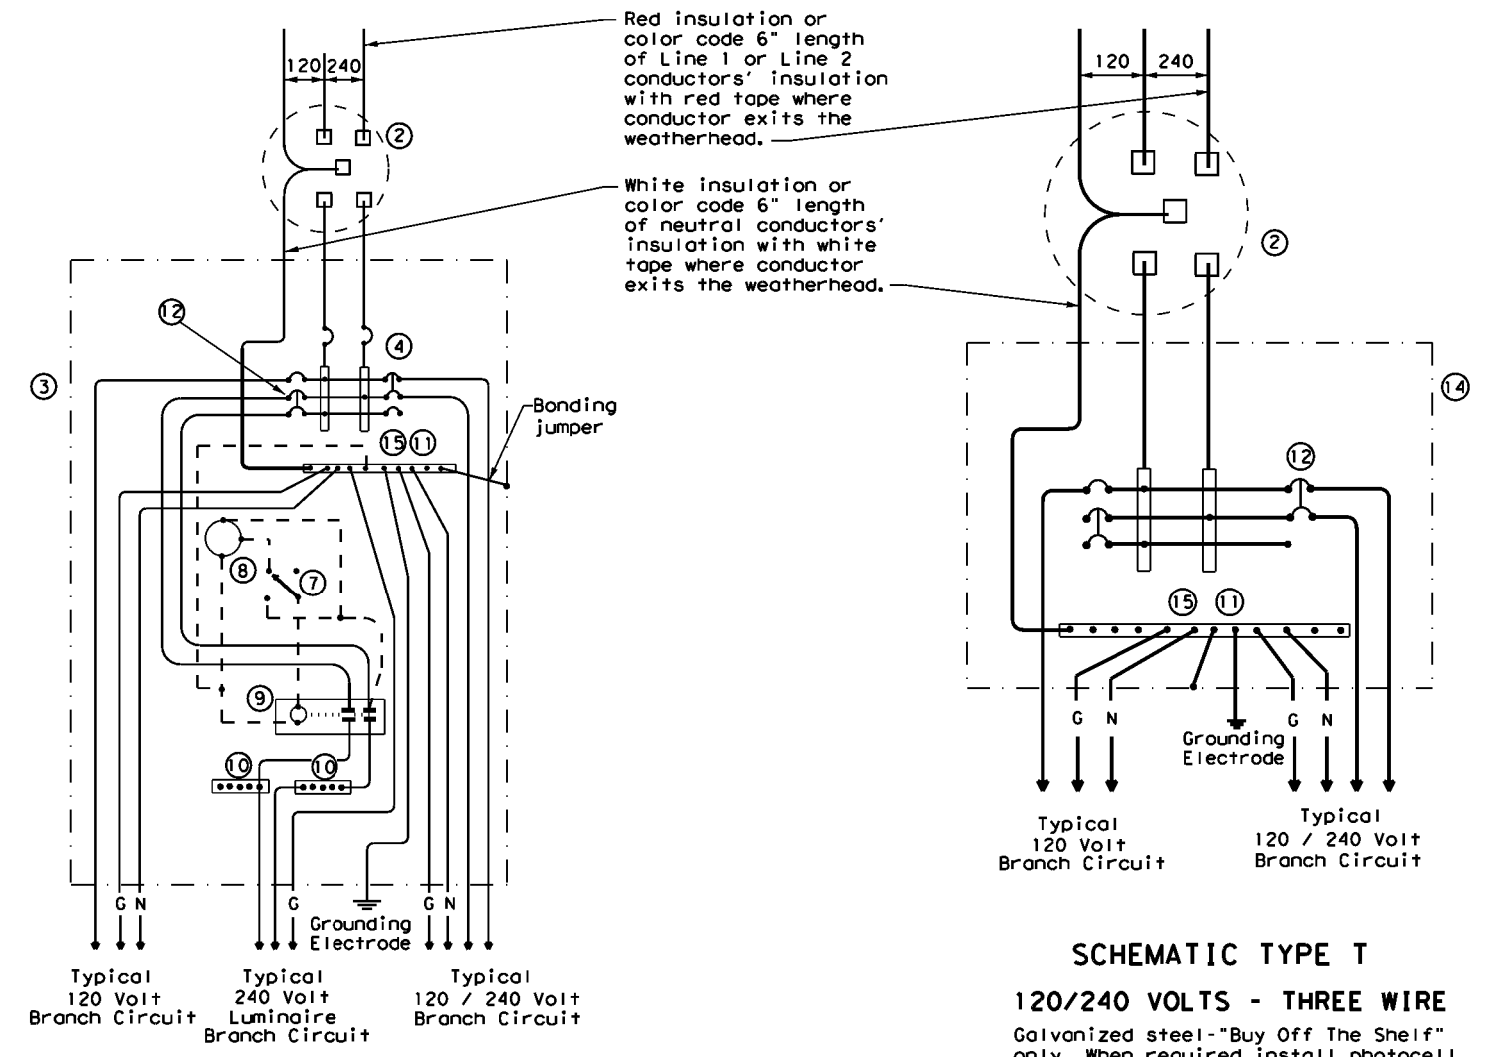 Red insulation or
color code 6" length
of Line 1 or Line 2
conductors' insulation
with red tape where
conductor exits the
weatherhead.
White insulation or
color code 6" length
of neutral conductors'
insulation with white
tape where conductor
exits the weatherhead.
120 240
2
12
4
3
Bonding
jumper
15 11
8
7
9
10 10
G N
G
G N
Grounding
Electrode
Typical
120 Volt
Branch Circuit
Typical
240 Volt
Luminaire
Branch Circuit
Typical
120 / 240 Volt
Branch Circuit
120 240
2
14
12
15 11
G N
G N
Grounding
Electrode
Typical
120 Volt
Branch Circuit
Typical
120 / 240 Volt
Branch Circuit
SCHEMATIC TYPE T
120/240 VOLTS - THREE WIRE
Galvanized steel-"Buy Off The Shelf"
only. When required install photocell